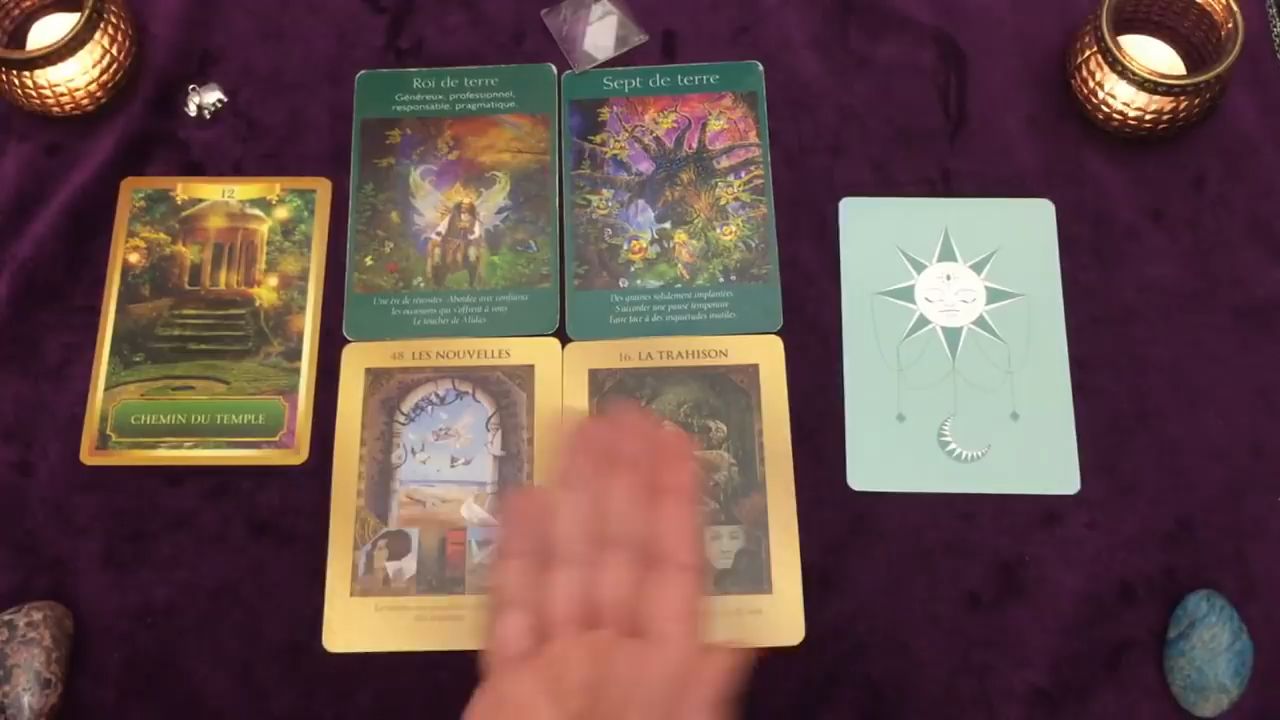 Roi de terre
Généreux, professionnel,
responsable, pragmatique.
Une ère de réussites. Abordez avec confiance
les occasions qui s'offrent à vous
Le toucher de Midas.
Sept de terre
Des graines solidement implantées.
S'accorder une pause temporaire
Faire face à des inquiétudes inutiles.
12
CHEMIN DU TEMPLE
48. LES NOUVELLES
16. LA TRAHISON